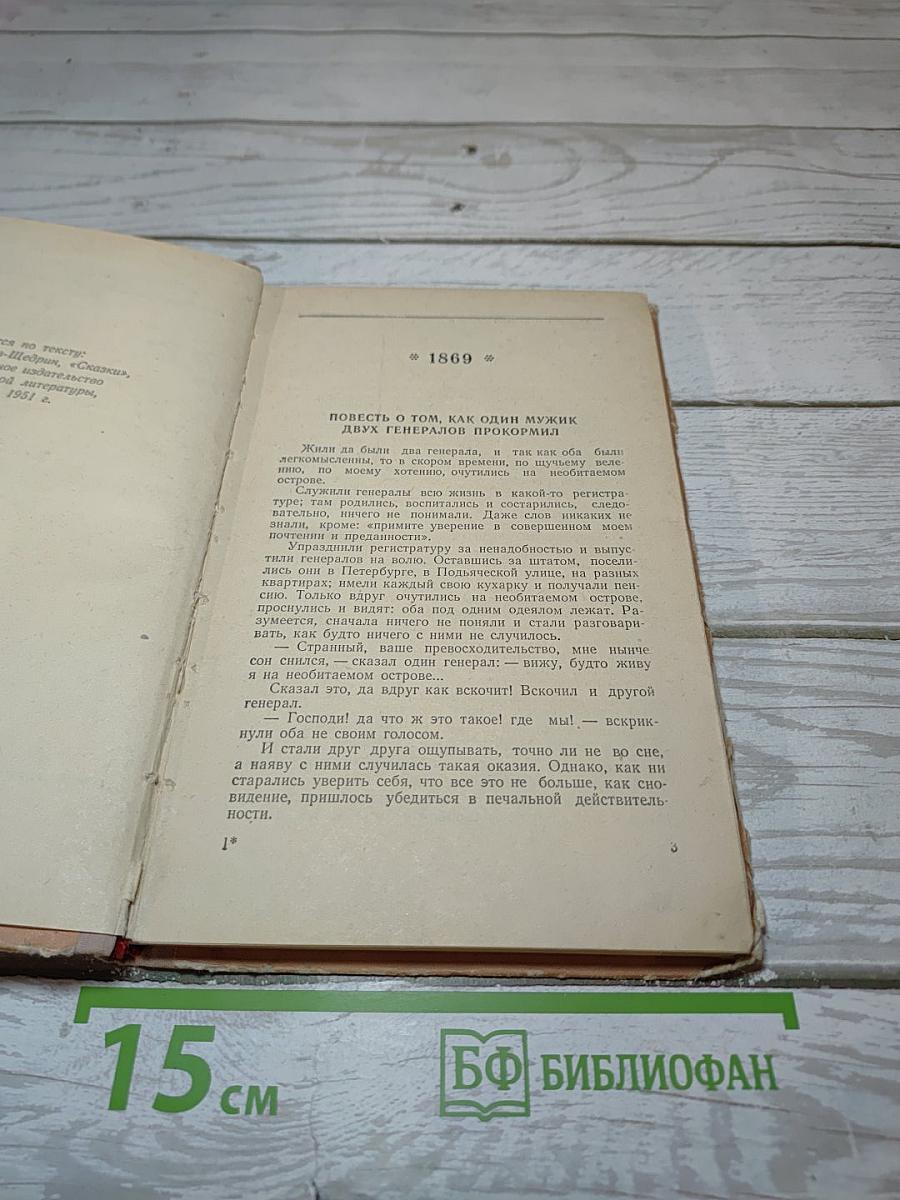 ся по тексту:
-Щедрин, «Сказки»,
ное издательство
ой литературы,
1951 г.
* 1869 *
ПОВЕСТЬ О ТОМ, КАК ОДИН МУЖИК
ДВУХ ГЕНЕРАЛОВ ПРОКОРМИЛ
Жили да были два генерала, и так как оба были
легкомысленны, то в скором времени, по щучьему веле-
нию, по моему хотению, очутились на необитаемом
острове.
Служили генералы всю жизнь в какой-то регистра-
туре; там родились, воспитались и состарились, следо-
вательно, ничего не понимали. Даже слов никаких не
знали, кроме: «примите уверение в совершенном моем
почтении и преданности».
Упразднили регистратуру за ненадобностью и выпус-
тили генералов на волю. Оставшись за штатом, посели-
лись они в Петербурге, в Подьяческой улице, на разных
квартирах; имели каждый свою кухарку и получали пен-
сию. Только вдруг очутились на необитаемом острове,
проснулись и видят: оба под одним одеялом лежат. Ра-
зумеется, сначала ничего не поняли и стали разговари-
вать, как будто ничего с ними не случилось.
— Странный, ваше превосходительство, мне нынче
сон снился, — сказал один генерал: — вижу, будто живу
я на необитаемом острове...
Сказал это, да вдруг как вскочит! Вскочил и другой
генерал.
— Господи! да что ж это такое! где мы! — вскрик-
нули оба не своим голосом.
И стали друг друга ощупывать, точно ли не во сне,
а наяву с ними случилась такая оказия. Однако, как ни
старались уверить себя, что все это не больше, как сно-
видение, пришлось убедиться в печальной действитель-
ности.
1*
3
15 см
БФ БИБЛИОФАН